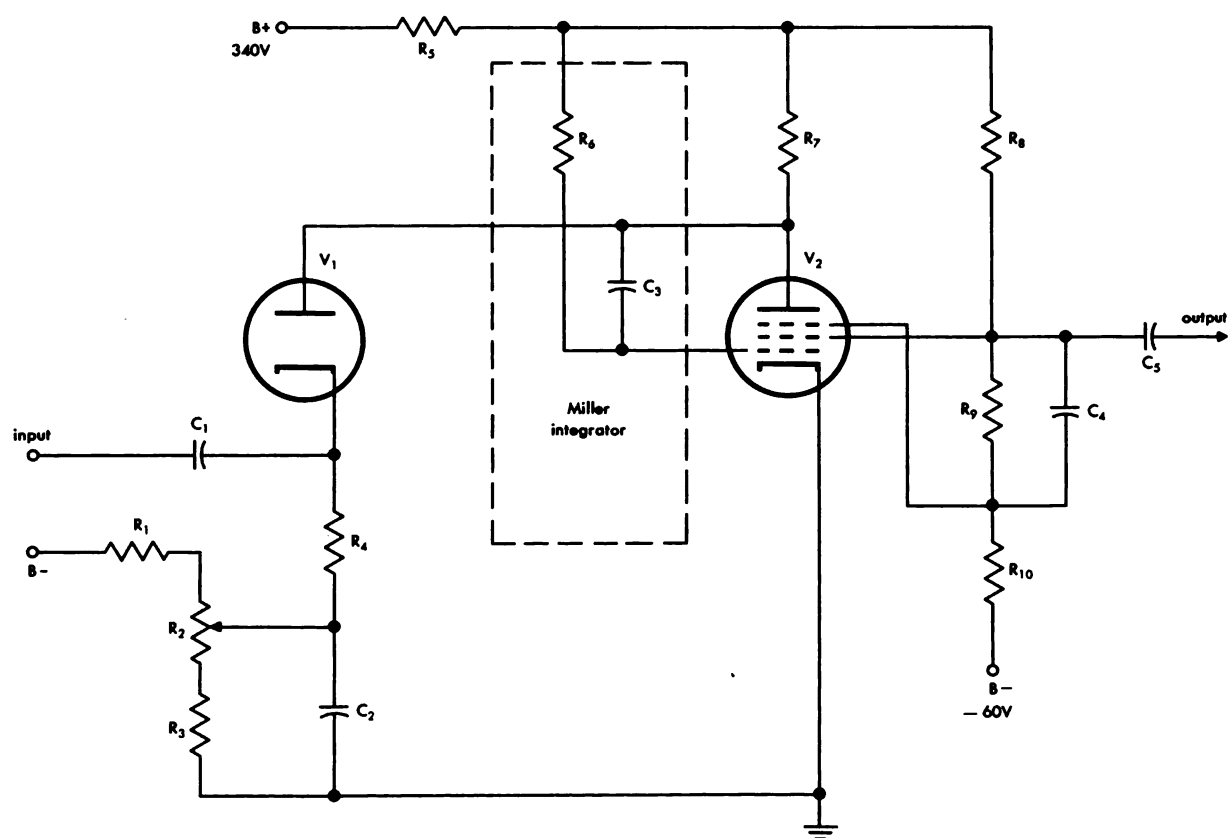 B+
340V
R5
R6
R7
R8
V1
C3
V2
output
C5
R9
C4
Miller
integrator
C1
input
R1
B-
R4
R10
R2
B-
- 60V
R3
C2